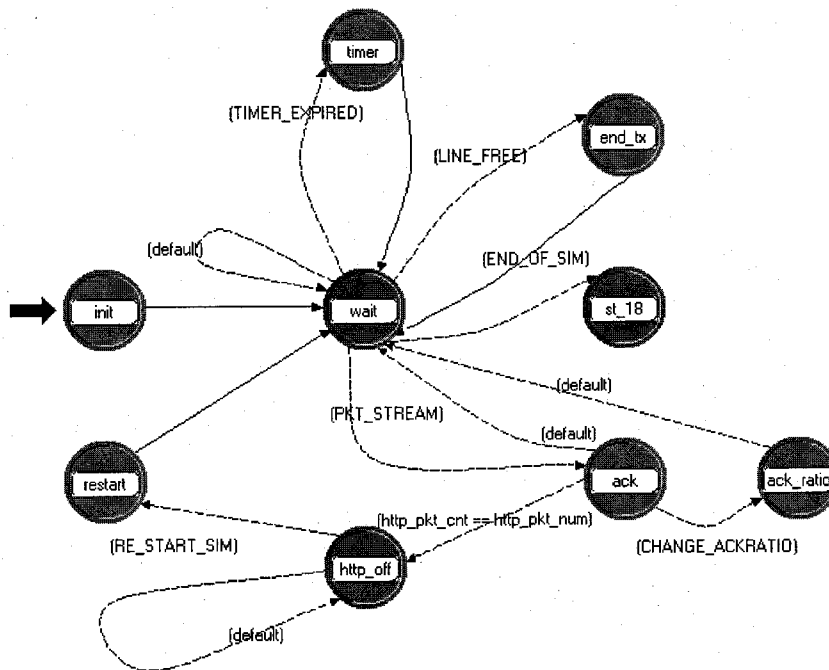 timer
(TIMER_EXPIRED)
end_tx
(LINE_FREE)
(default)
(END_OF_SIM)
init
wait
st_18
(default)
(PKT_STREAM)
(default)
restart
ack
ack_ratio
(http_pkt_cnt == http_pkt_num)
(RE_START_SIM)
(CHANGE_ACKRATIO)
http_off
(default)